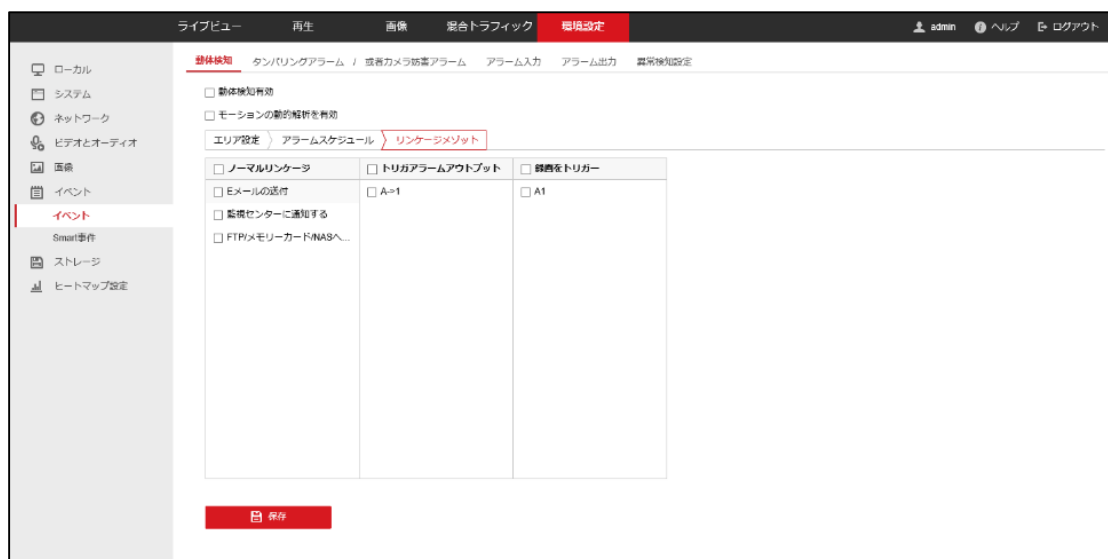 ライブビュー 再生 画像 混合トラフィック 環境設定 admin ヘルプ ログアウト
ローカル
システム
ネットワーク
ビデオとオーディオ
画像
イベント
イベント
Smart事件
ストレージ
ヒートマップ設定
動体検知 タンパリングアラーム / 或者カメラ妨害アラーム アラーム入力 アラーム出力 異常検知設定
動体検知有効
モーションの動的解析を有効
エリア設定 アラームスケジュール リンケージメゾット
ノーマルリンケージ トリガアラームアウトプット 録画をトリガー
Eメールの送付 A->1 A1
監視センターに通知する
FTP/メモリーカード/NASへ...
保存